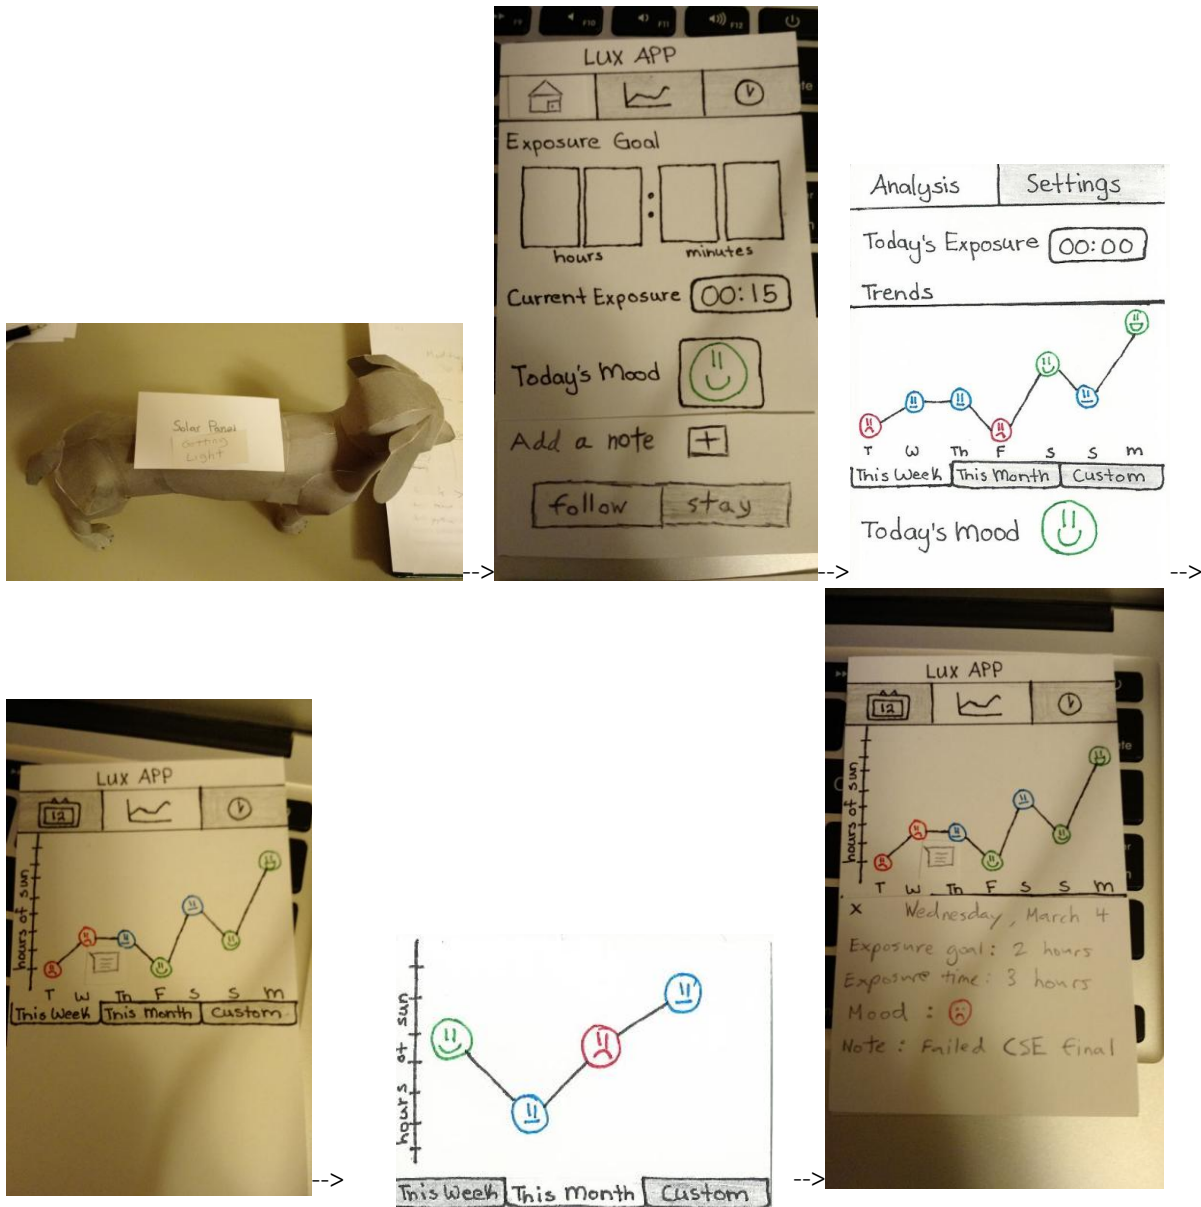 F9 F10 F11 F12
LUX APP
Exposure Goal
hours : minutes
Current Exposure 00:15
Today's Mood
Add a note +
follow stay
Solar Panel
Getting
Light
-->
-->
Analysis Settings
Today's Exposure 00:00
Trends
T W Th F S S M
This Week This Month Custom
Today's Mood
-->
LUX APP
12
hours of sun
T W Th F S S M
This Week This Month Custom
-->
hours of sun
This Week This Month Custom
-->
LUX APP
12
hours of sun
T W Th F S S M
X Wednesday, March 4
Exposure goal: 2 hours
Exposure time: 3 hours
Mood :
Note : Failed CSE final